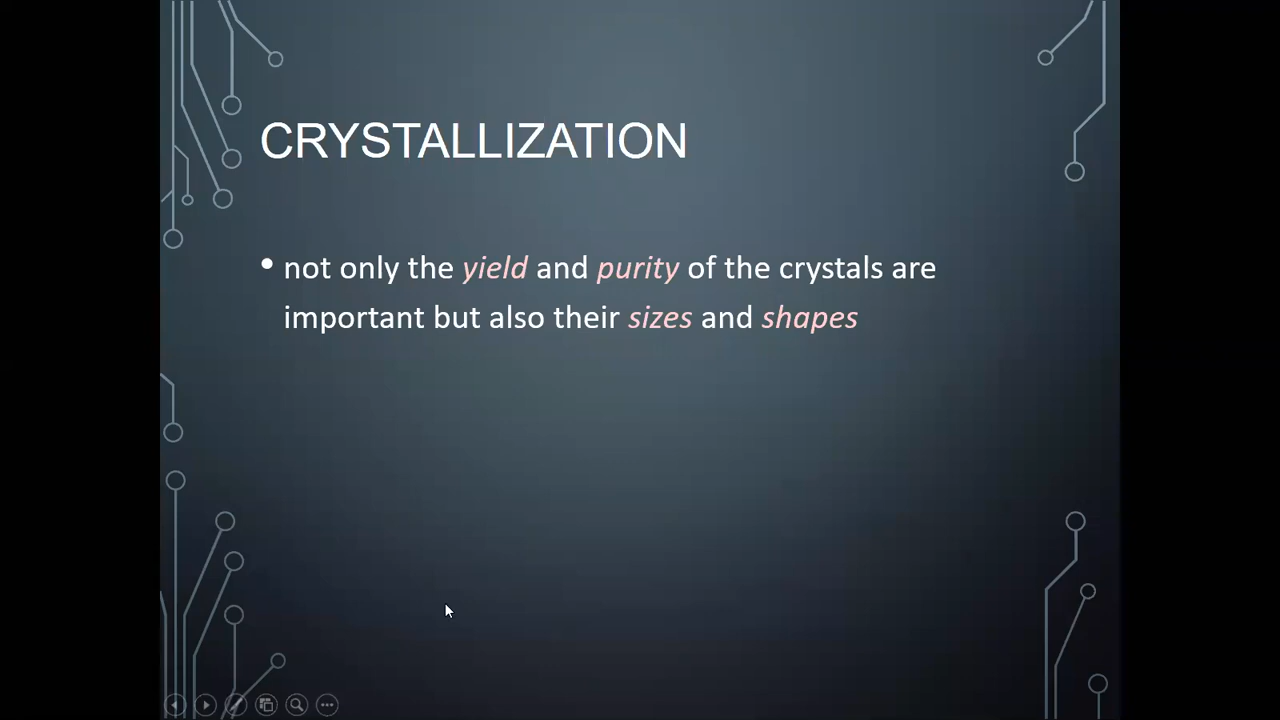 CRYSTALLIZATION
• not only the yield and purity of the crystals are
important but also their sizes and shapes